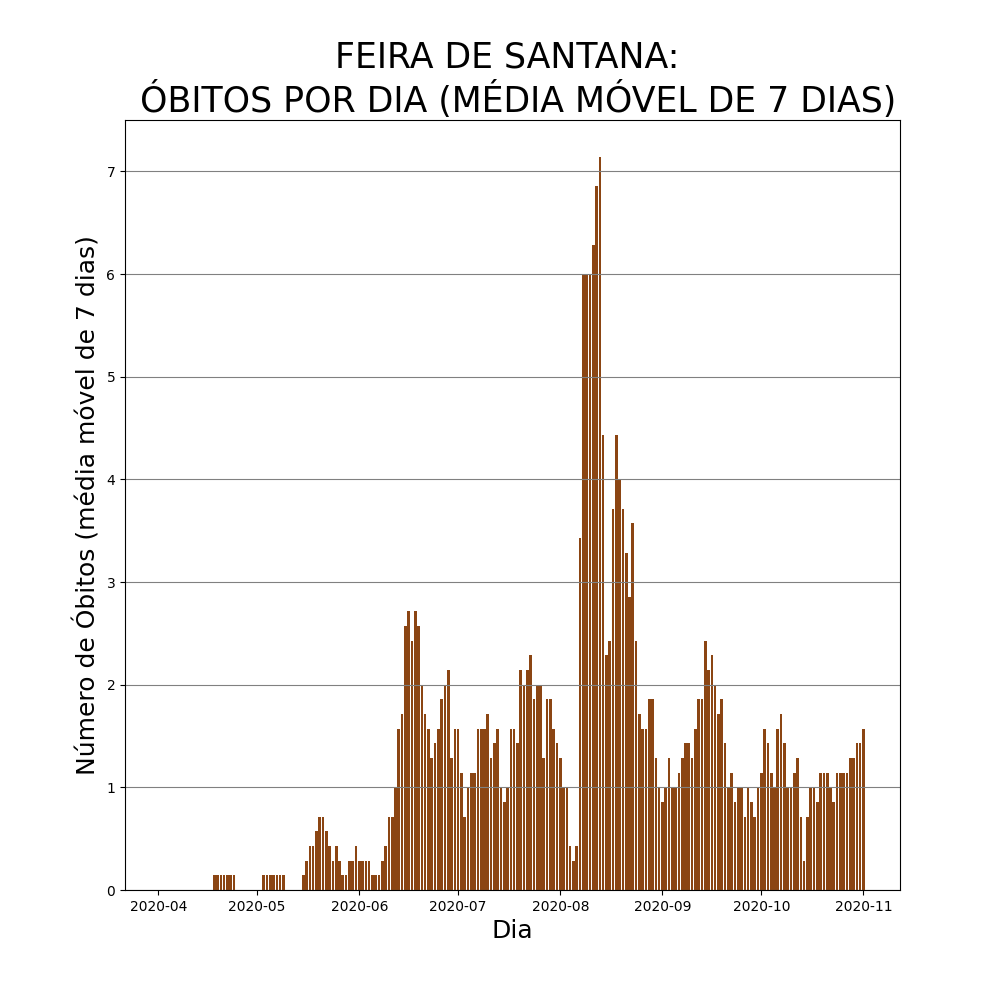 FEIRA DE SANTANA:
ÓBITOS POR DIA (MÉDIA MÓVEL DE 7 DIAS)
Número de Óbitos (média móvel de 7 dias)
7
6
5
4
3
2
1
0
2020-04 2020-05 2020-06 2020-07 2020-08 2020-09 2020-10 2020-11
Dia